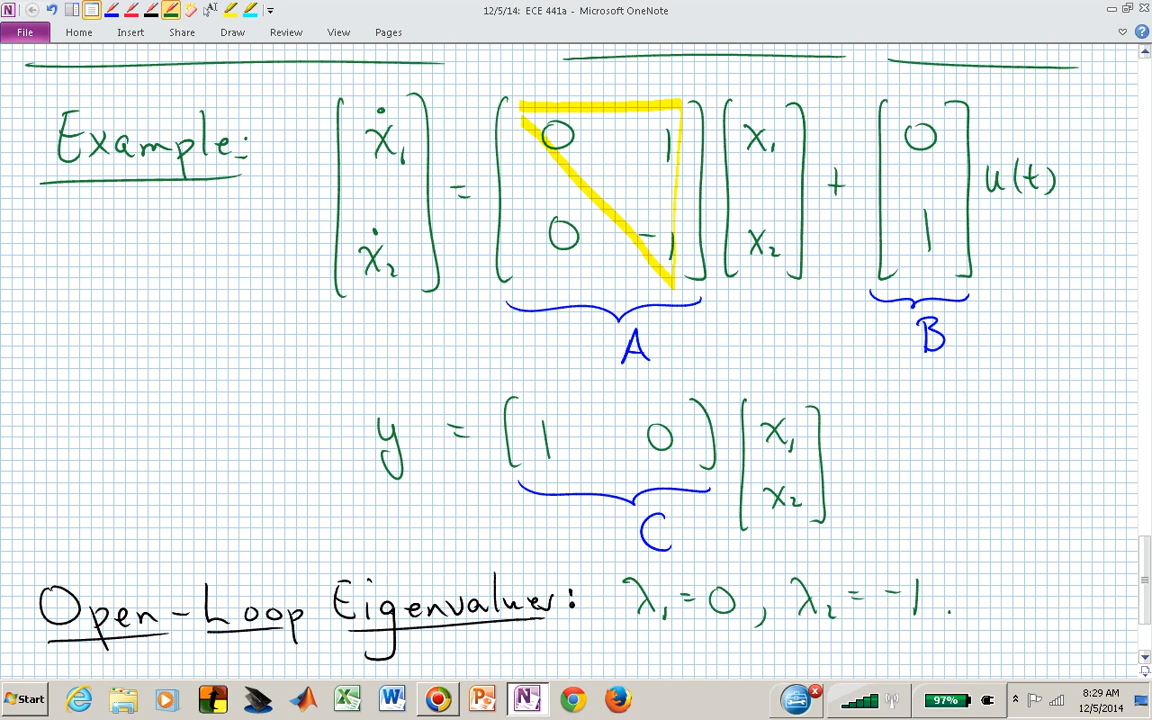 12/5/14: ECE 441a - Microsoft OneNote
File Home Insert Share Draw Review View Pages
Example: [ẋ₁ ẋ₂] = [0 1 0 -1] [x₁ x₂] + [0 1] u(t)
A B
y = [1 0] [x₁ x₂]
C
Open-Loop Eigenvalues: λ₁ = 0, λ₂ = -1.
Start 97% 8:29 AM
12/5/2014